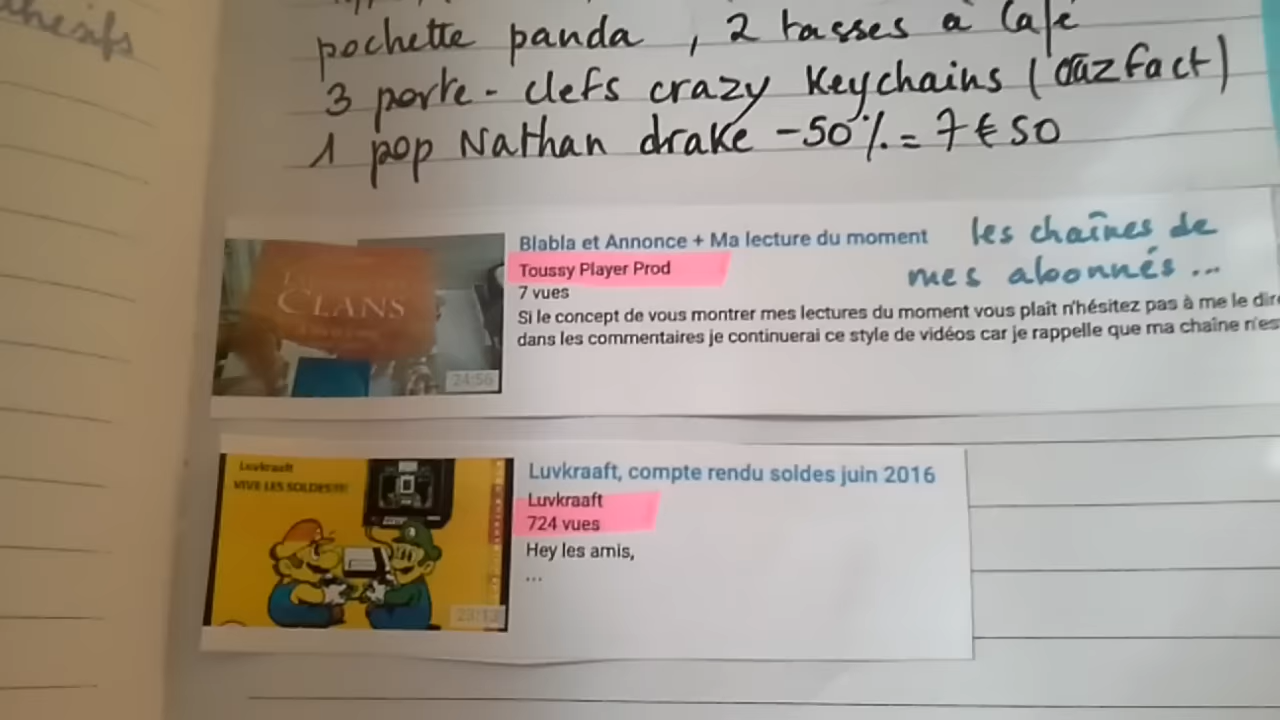 hesifs
pochette panda , 2 tasses à café
3 porte-clefs crazy keychains (
1 pop Nathan drake -50% = 7€50
Blabla et Annonce + Ma lecture du moment
les chaînes de
mes abonnés...
Toussy Player Prod
7 vues
Si le concept de vous montrer mes lectures du moment vous plaît n'hésitez pas à me le dire
dans les commentaires je continuerai ce style de vidéos car je rappelle que ma chaîne n'es
CLANS
24:56
Luvkraaft, compte rendu soldes juin 2016
Luvkraaft
724 vues
Hey les amis,
...
Luvkraaft
VIVE LES SOLDES!!!!